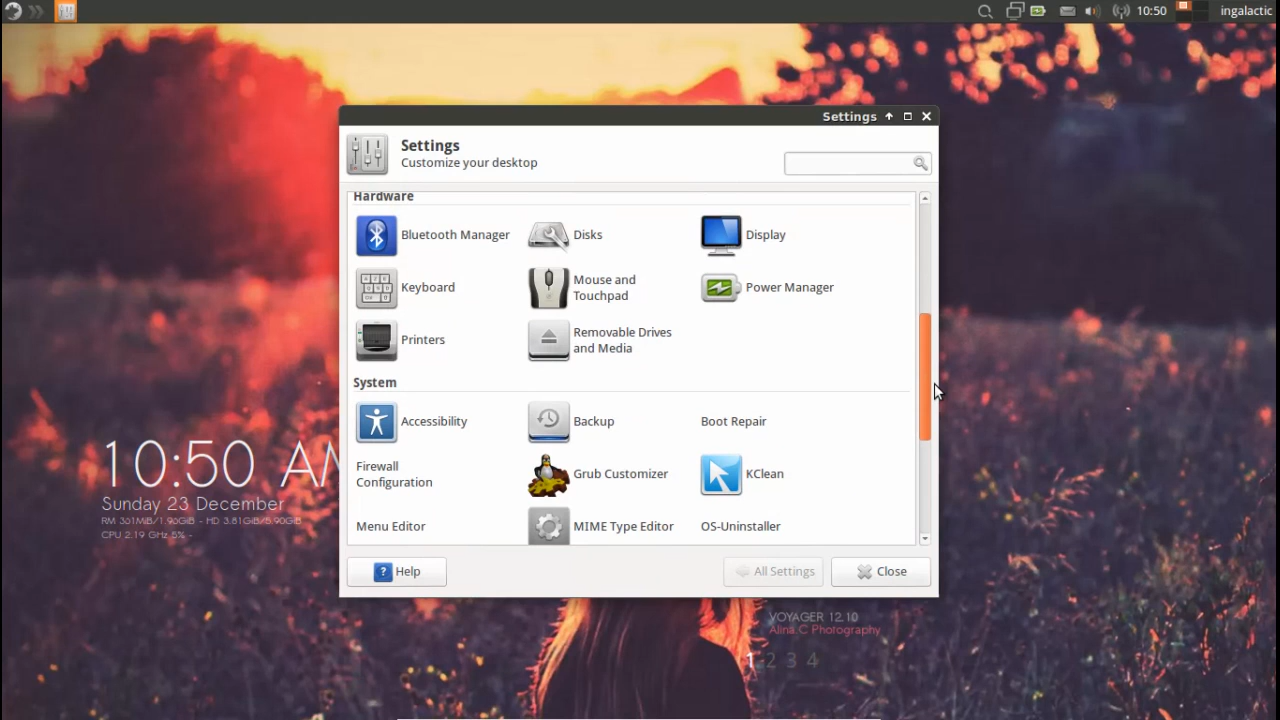 10:50
ingalactic
Settings
Settings
Customize your desktop
Hardware
Bluetooth Manager
Disks
Display
Keyboard
Mouse and
Touchpad
Power Manager
Printers
Removable Drives
and Media
System
Accessibility
Backup
Boot Repair
Firewall
Configuration
Grub Customizer
KClean
Menu Editor
MIME Type Editor
OS-Uninstaller
Help
All Settings
Close
10:50 AM
Sunday 23 December
CPU 2.19 GHz 5% -
VOYAGER 12.10
Alina C Photography
1 2 3 4